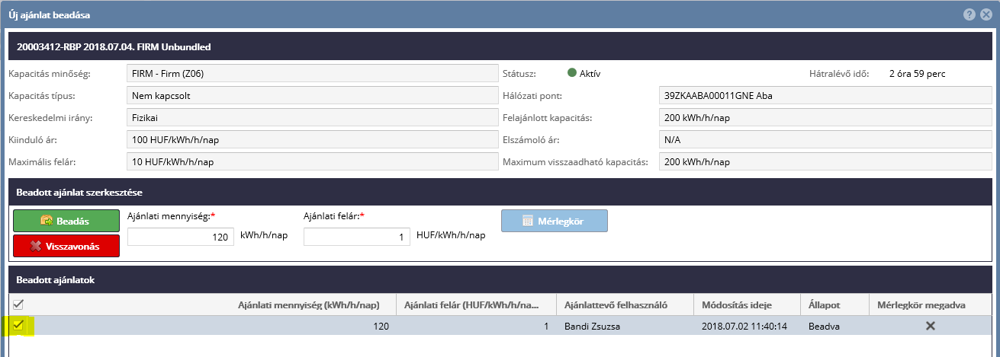 Új ajánlat beadása
20003412-RBP 2018.07.04. FIRM Unbundled
Kapacitás minőség: FIRM - Firm (Z06) Státusz: Aktív Hátralévő idő: 2 óra 59 perc
Kapacitás típus: Nem kapcsolt Hálózati pont: 39ZKAABA00011GNE Aba
Kereskedelmi irány: Fizikai Felajánlott kapacitás: 200 kWh/h/nap
Kiinduló ár: 100 HUF/kWh/h/nap Elszámoló ár: N/A
Maximális felár: 10 HUF/kWh/h/nap Maximum visszaadható kapacitás: 200 kWh/h/nap
Beadott ajánlat szerkesztése
Beadás Ajánlati mennyiség:* Ajánlati felár:* Mérlegkör
120 kWh/h/nap 1 HUF/kWh/h/nap
Visszavonás
Beadott ajánlatok
Ajánlati mennyiség (kWh/h/nap) Ajánlati felár (HUF/kWh/h/na... Ajánlattevő felhasználó Módosítás ideje Állapot Mérlegkör megadva
120 1 Bandi Zsuzsa 2018.07.02 11:40:14 Beadva